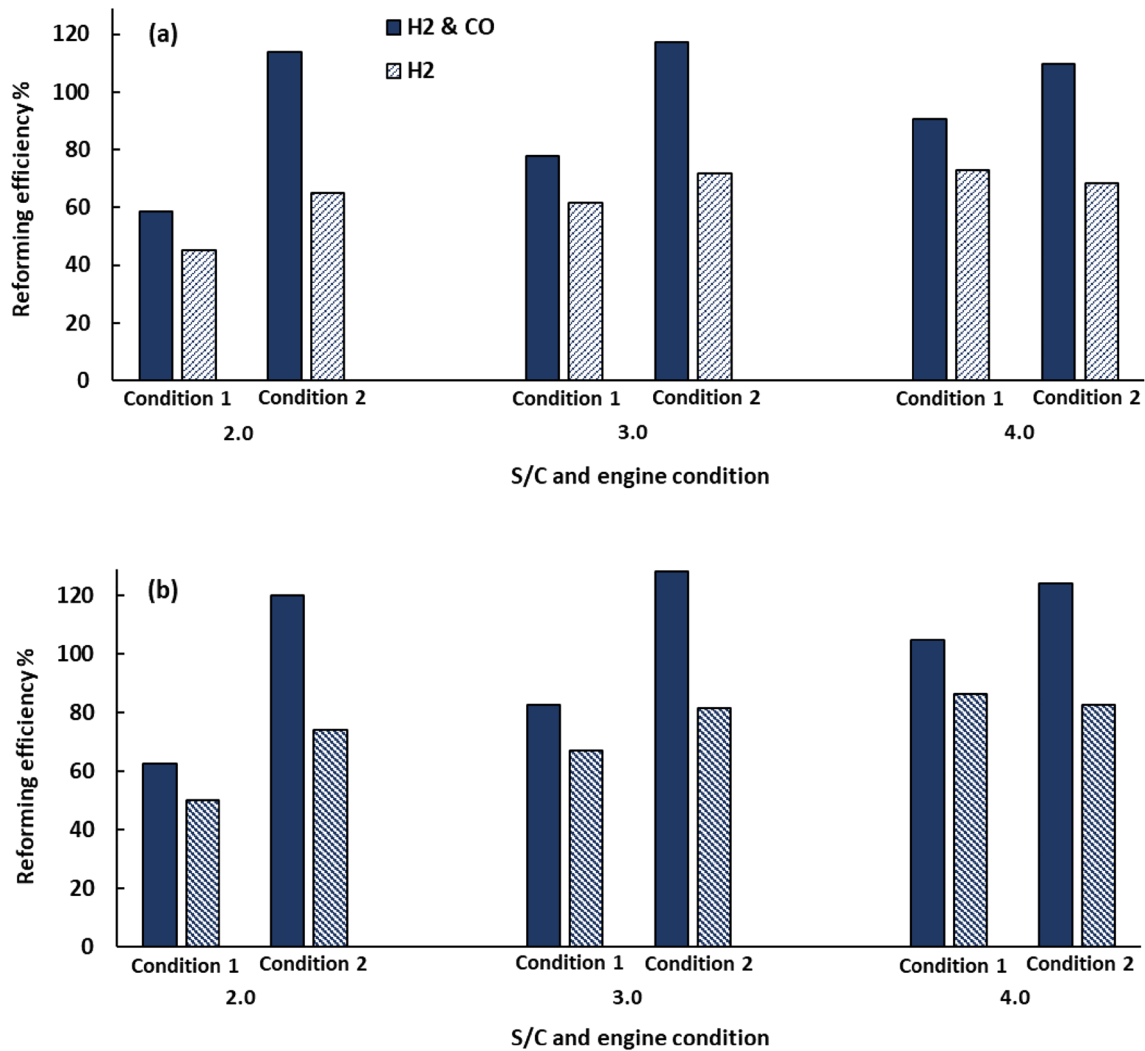 (a)
H2 & CO
H2
Reforming efficiency%
120
100
80
60
40
20
0
Condition 1 Condition 2 Condition 1 Condition 2 Condition 1 Condition 2
2.0 3.0 4.0
S/C and engine condition
(b)
Reforming efficiency%
120
100
80
60
40
20
0
Condition 1 Condition 2 Condition 1 Condition 2 Condition 1 Condition 2
2.0 3.0 4.0
S/C and engine condition